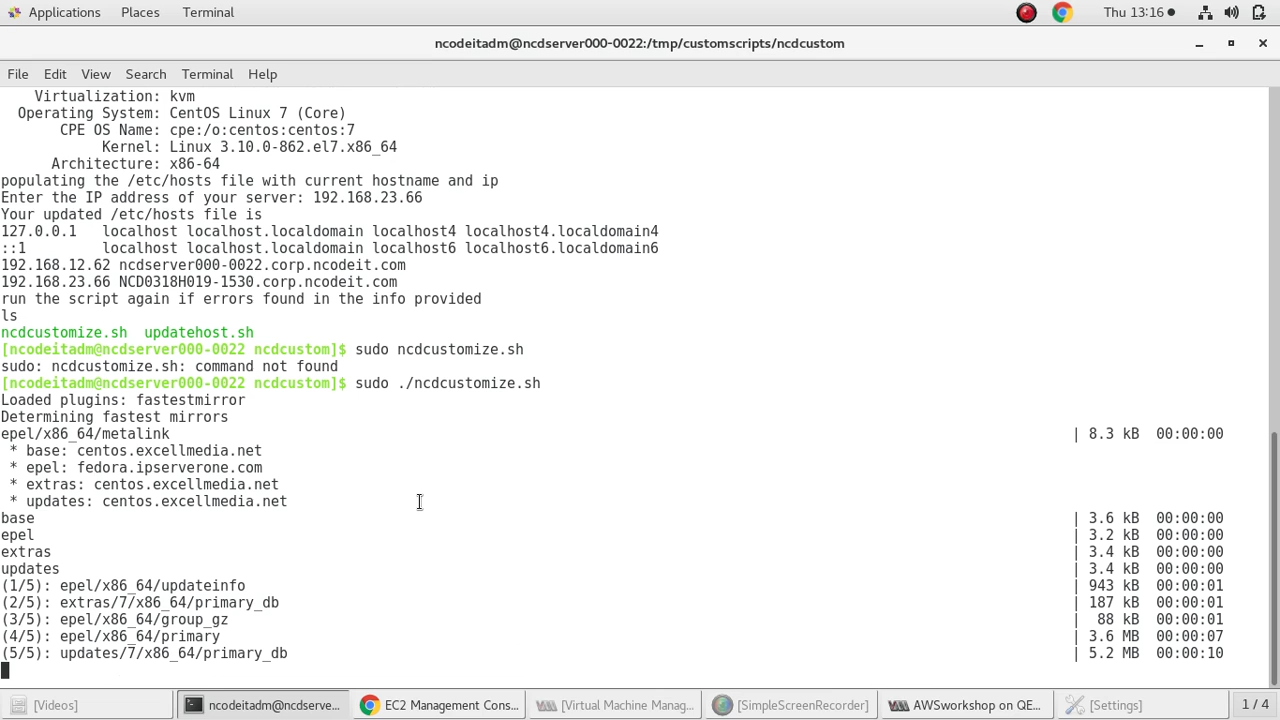 Applications Places Terminal Thu 13:16
ncodeitadm@ncdserver000-0022:/tmp/customscripts/ncdcustom
File Edit View Search Terminal Help
Virtualization: kvm
Operating System: CentOS Linux 7 (Core)
CPE OS Name: cpe:/o:centos:centos:7
Kernel: Linux 3.10.0-862.el7.x86_64
Architecture: x86-64
populating the /etc/hosts file with current hostname and ip
Enter the IP address of your server: 192.168.23.66
Your updated /etc/hosts file is
127.0.0.1   localhost localhost.localdomain localhost4 localhost4.localdomain4
::1         localhost localhost.localdomain localhost6 localhost6.localdomain6
192.168.12.62 ncdserver000-0022.corp.ncodeit.com
192.168.23.66 NCD0318H019-1530.corp.ncodeit.com
run the script again if errors found in the info provided
ls
ncdcustomize.sh  updatehost.sh
[ncodeitadm@ncdserver000-0022 ncdcustom]$ sudo ncdcustomize.sh
sudo: ncdcustomize.sh: command not found
[ncodeitadm@ncdserver000-0022 ncdcustom]$ sudo ./ncdcustomize.sh
Loaded plugins: fastestmirror
Determining fastest mirrors
epel/x86_64/metalink | 8.3 kB  00:00:00
* base: centos.excellmedia.net
* epel: fedora.ipserverone.com
* extras: centos.excellmedia.net
* updates: centos.excellmedia.net
base | 3.6 kB  00:00:00
epel | 3.2 kB  00:00:00
extras | 3.4 kB  00:00:00
updates | 3.4 kB  00:00:00
(1/5): epel/x86_64/updateinfo | 943 kB  00:00:01
(2/5): extras/7/x86_64/primary_db | 187 kB  00:00:01
(3/5): epel/x86_64/group_gz |  88 kB  00:00:01
(4/5): epel/x86_64/primary | 3.6 MB  00:00:07
(5/5): updates/7/x86_64/primary_db | 5.2 MB  00:00:10
[Videos] ncodeitadm@ncdserve... EC2 Management Cons... [Virtual Machine Manag... [SimpleScreenRecorder] AWSworkshop on QE... [Settings] 1 / 4